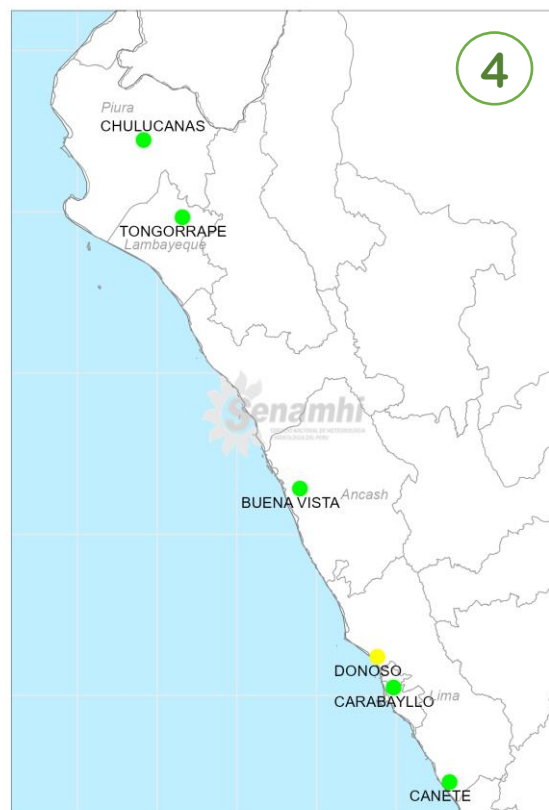 4
Piura
CHULUCANAS
TONGORRAPE
Lambayeque
Senamhi
BUENA VISTA
Ancash
DONOSO
CARABAYLLO
Lima
CANETE